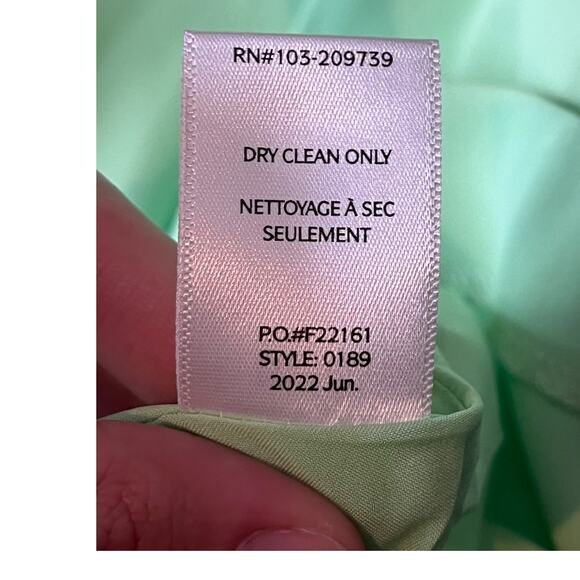 RN#103-209739
DRY CLEAN ONLY
NETTOYAGE À SEC
SEULEMENT
P.O.#F22161
STYLE: 0189
2022 Jun.